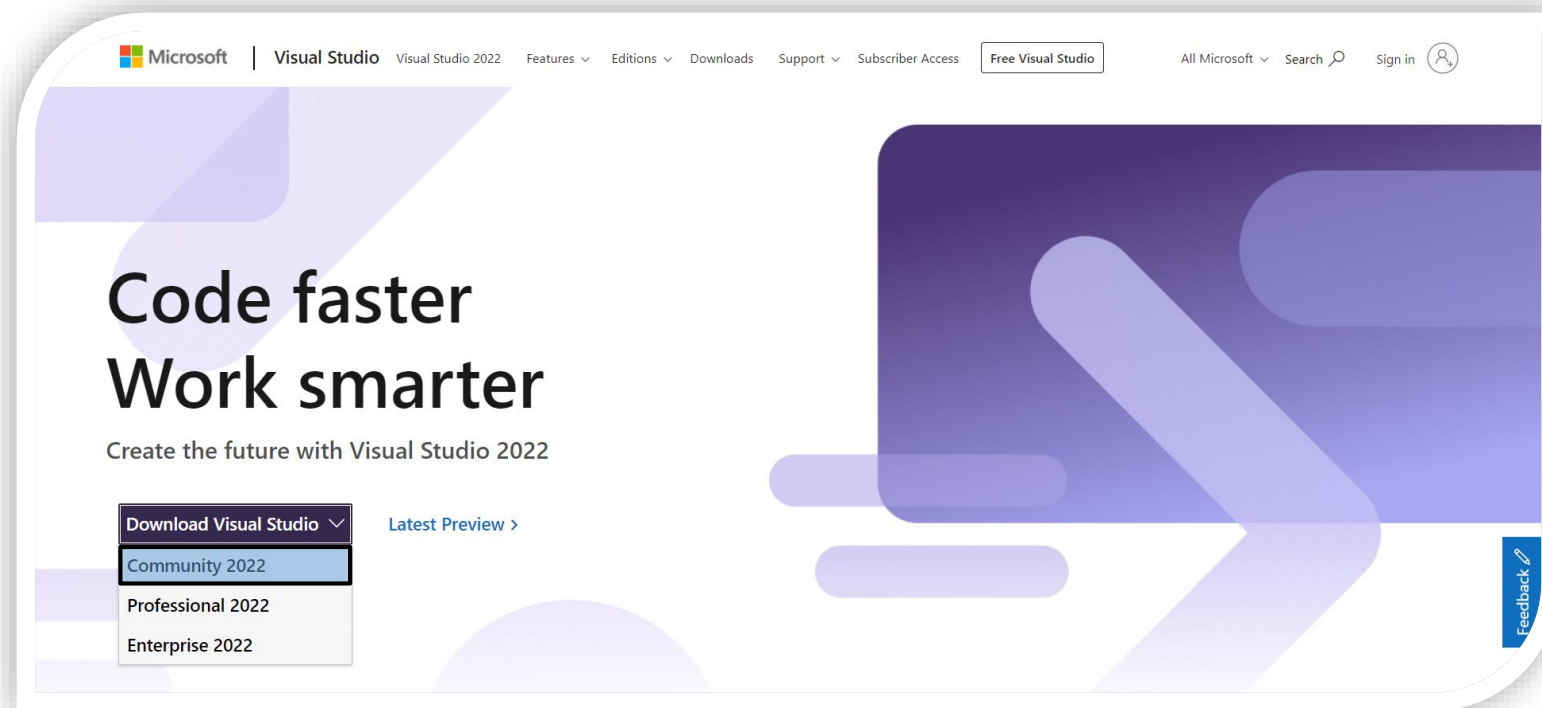 Microsoft | Visual Studio Visual Studio 2022 Features Editions Downloads Support Subscriber Access Free Visual Studio All Microsoft Search Sign in
Code faster
Work smarter
Create the future with Visual Studio 2022
Download Visual Studio Latest Preview >
Community 2022
Professional 2022
Enterprise 2022
Feedback